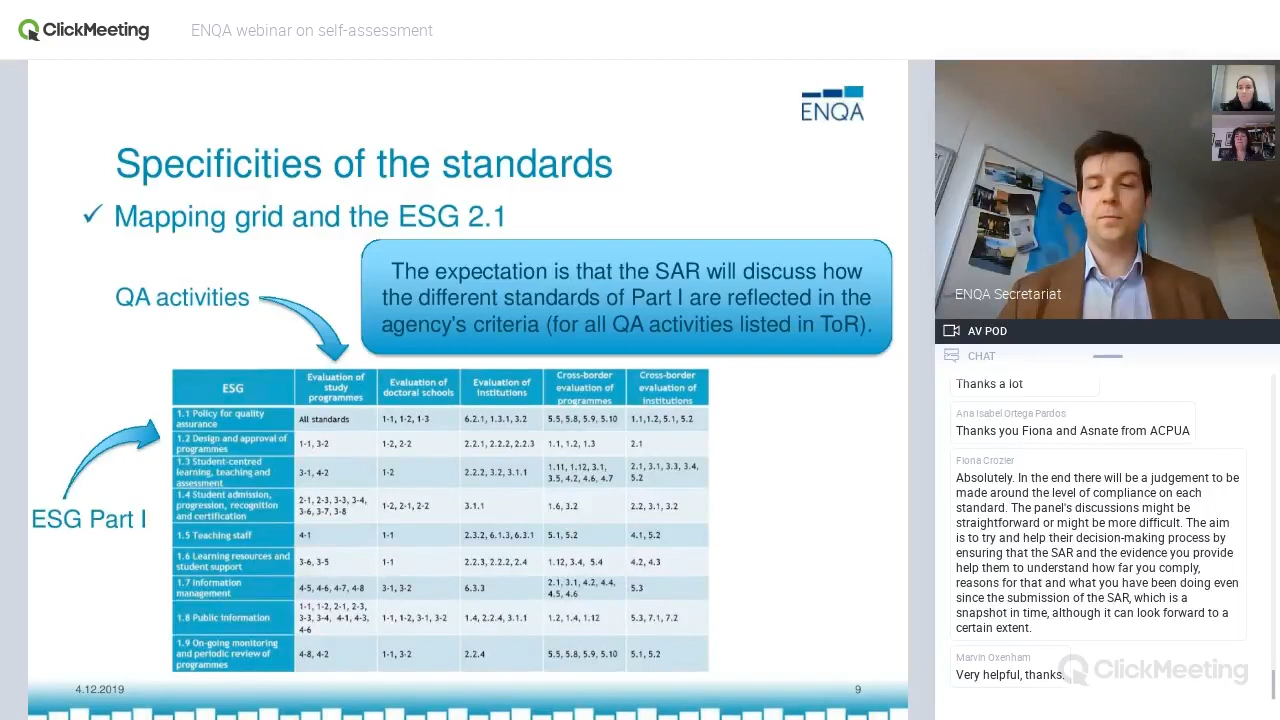 ClickMeeting
ENQA webinar on self-assessment
ENQA
Specificities of the standards
✓ Mapping grid and the ESG 2.1
QA activities
The expectation is that the SAR will discuss how
the different standards of Part I are reflected in the
agency's criteria (for all QA activities listed in ToR).
ESG Part I
ESG | Evaluation of study programmes | Evaluation of doctoral schools | Evaluation of institutions | Cross-border evaluation of programmes | Cross-border evaluation of institutions
1.1 Policy for quality assurance | All standards | 1-1, 1-2, 1-3 | 6.2.1, 1.3.1, 3.2 | 5.5, 5.8, 5.9, 5.10 | 1.1,1.2, 5.1, 5.2
1.2 Design and approval of programmes | 1-1, 3-2 | 1-2, 2-2 | 2.2.1, 2.2.2, 2.2.3 | 1.1, 1.2, 1.3 | 2.1
1.3 Student-centred learning, teaching and assessment | 3-1, 4-2 | 1-2 | 2.2.2, 3.2, 3.1.1 | 1.11, 1.12, 3.1, 3.5, 4.2, 4.6, 4.7 | 2.1, 3.1, 3.3, 3.4, 5.2
1.4 Student admission, progression, recognition and certification | 2-1, 2-3, 3-3, 3-4, 3-6, 3-7, 3-8 | 1-2, 2-1, 2-2 | 3.1.1 | 1.6, 3.2 | 2.2, 3.1, 3.2
1.5 Teaching staff | 4-1 | 1-1 | 2.3.2, 6.1.3, 6.3.1 | 5.1, 5.2 | 4.1, 5.2
1.6 Learning resources and student support | 3-6, 3-5 | 1-1 | 2.2.3, 2.2.2, 2.4 | 1.12, 3.4, 5.4 | 4.2, 4.3
1.7 Information management | 4-5, 4-6, 4-7, 4-8 | 3-1, 3-2 | 6.3.3 | 2.1, 3.1, 4.2, 4.4, 4.5, 4.6 | 5.3
1.8 Public information | 1-1, 1-2, 2-1, 2-3, 3-3, 3-4, 4-1, 4-3, 4-6 | 1-1, 1-2, 3-1, 3-2 | 1.4, 2.2.4, 3.1.1 | 1.2, 1.4, 1.12 | 5.3, 7.1, 7.2
1.9 On-going monitoring and periodic review of programmes | 4-8, 4-2 | 1-1, 3-2 | 2.2.4 | 5.5, 5.8, 5.9, 5.10 | 5.1, 5.2
4.12.2019
9
ENQA Secretariat
AV POD
CHAT
Thanks a lot
Ana Isabel Ortega Pardos
Thanks you Fiona and Asnate from ACPUA
Fiona Crozier
Absolutely. In the end there will be a judgement to
be made around the level of compliance on each
standard. The panel's discussions might be
straightforward or might be more difficult. The aim
is to try and help their decision-making process by
ensuring that the SAR and the evidence you provide
help them to understand how far you comply,
reasons for that and what you have been doing even
since the submission of the SAR, which is a
snapshot in time, although it can look forward to a
certain extent.
Marvin Oxenham
Very helpful, thanks.
ClickMeeting